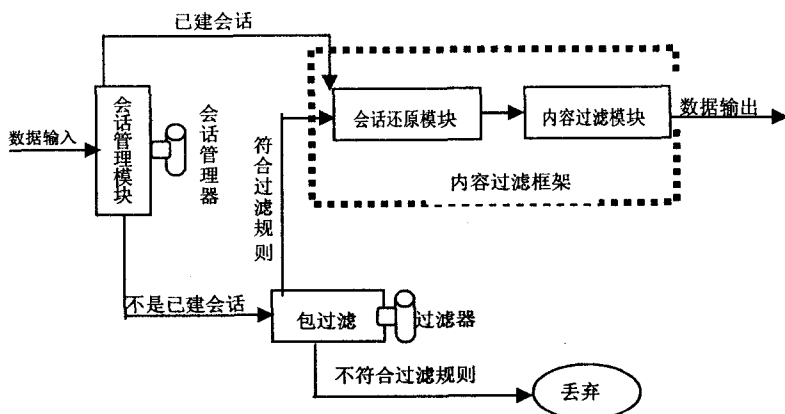 已建会话
数据输入
会话管理模块
会话管理器
会话还原模块
内容过滤模块
数据输出
内容过滤框架
符合过滤规则
不是已建会话
包过滤
过滤器
不符合过滤规则
丢弃